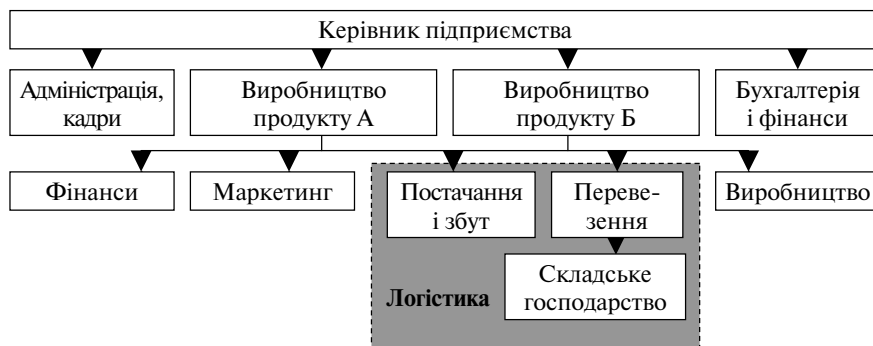 Керівник підприємства
Адміністрація,
кадри
Виробництво
продукту А
Виробництво
продукту Б
Бухгалтерія
і фінанси
Фінанси
Маркетинг
Постачання
і збут
Переве-
зення
Виробництво
Складське
господарство
Логістика